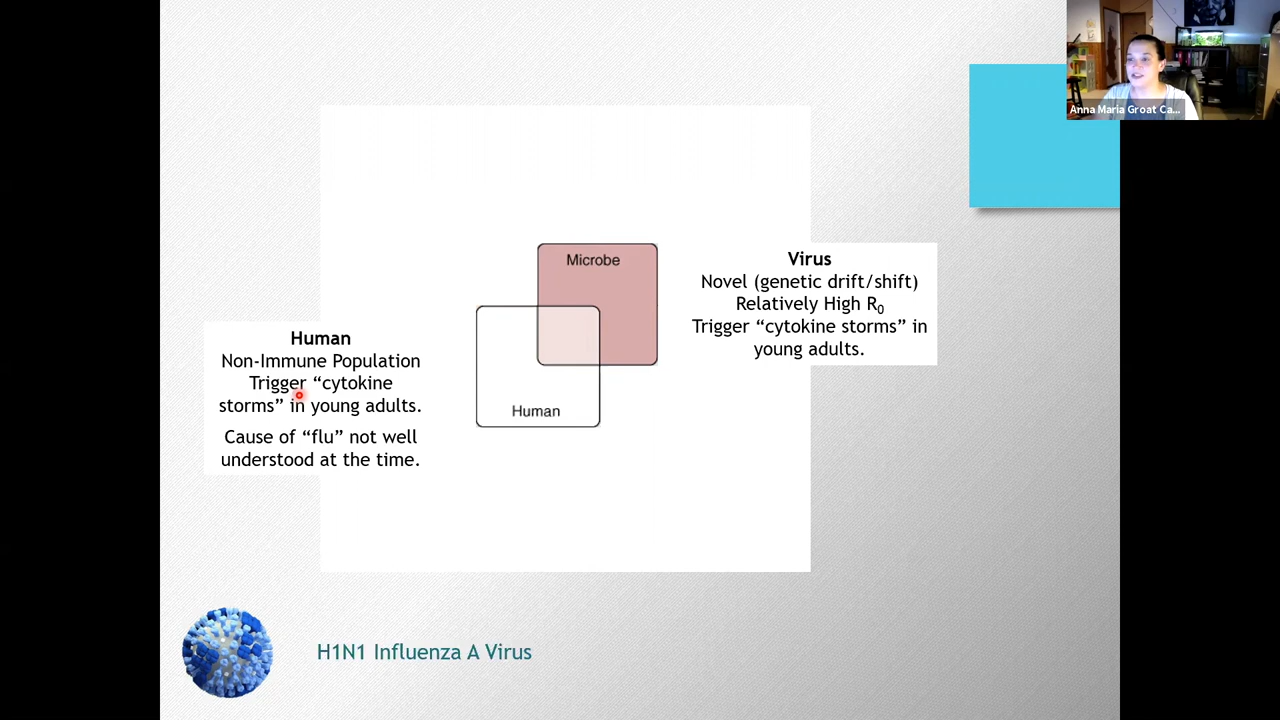 Anna Maria Groat Ca...
Microbe
Human
Virus
Novel (genetic drift/shift)
Relatively High R₀
Trigger “cytokine storms” in
young adults.
Human
Non-Immune Population
Trigger “cytokine
storms” in young adults.
Cause of “flu” not well
understood at the time.
H1N1 Influenza A Virus